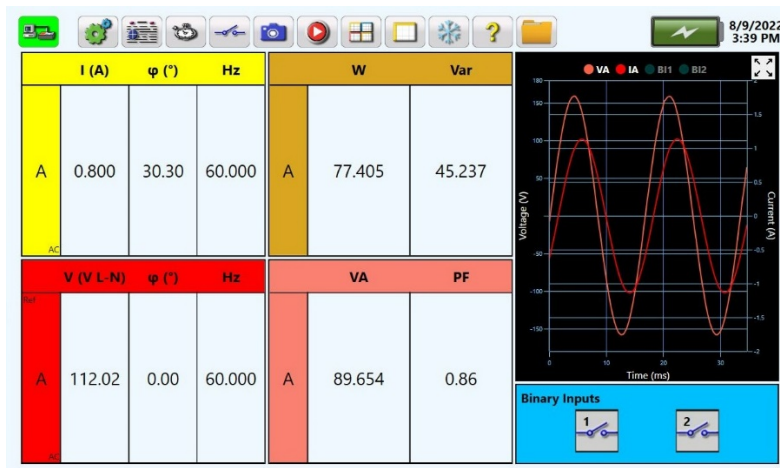 8/9/2022
3:39 PM
I (A) φ (°) Hz
A 0.800 30.30 60.000
AC
W Var
A 77.405 45.237
V (V L-N) φ (°) Hz
Ref
A 112.02 0.00 60.000
AC
VA PF
A 89.654 0.86
VA IA BI1 BI2
180
150
100
50
0
-50
-100
-150
Voltage (V)
2
1.5
1
0.5
0
-0.5
-1
-1.5
-2
Current (A)
0 10 20 30
Time (ms)
Binary Inputs
1 2